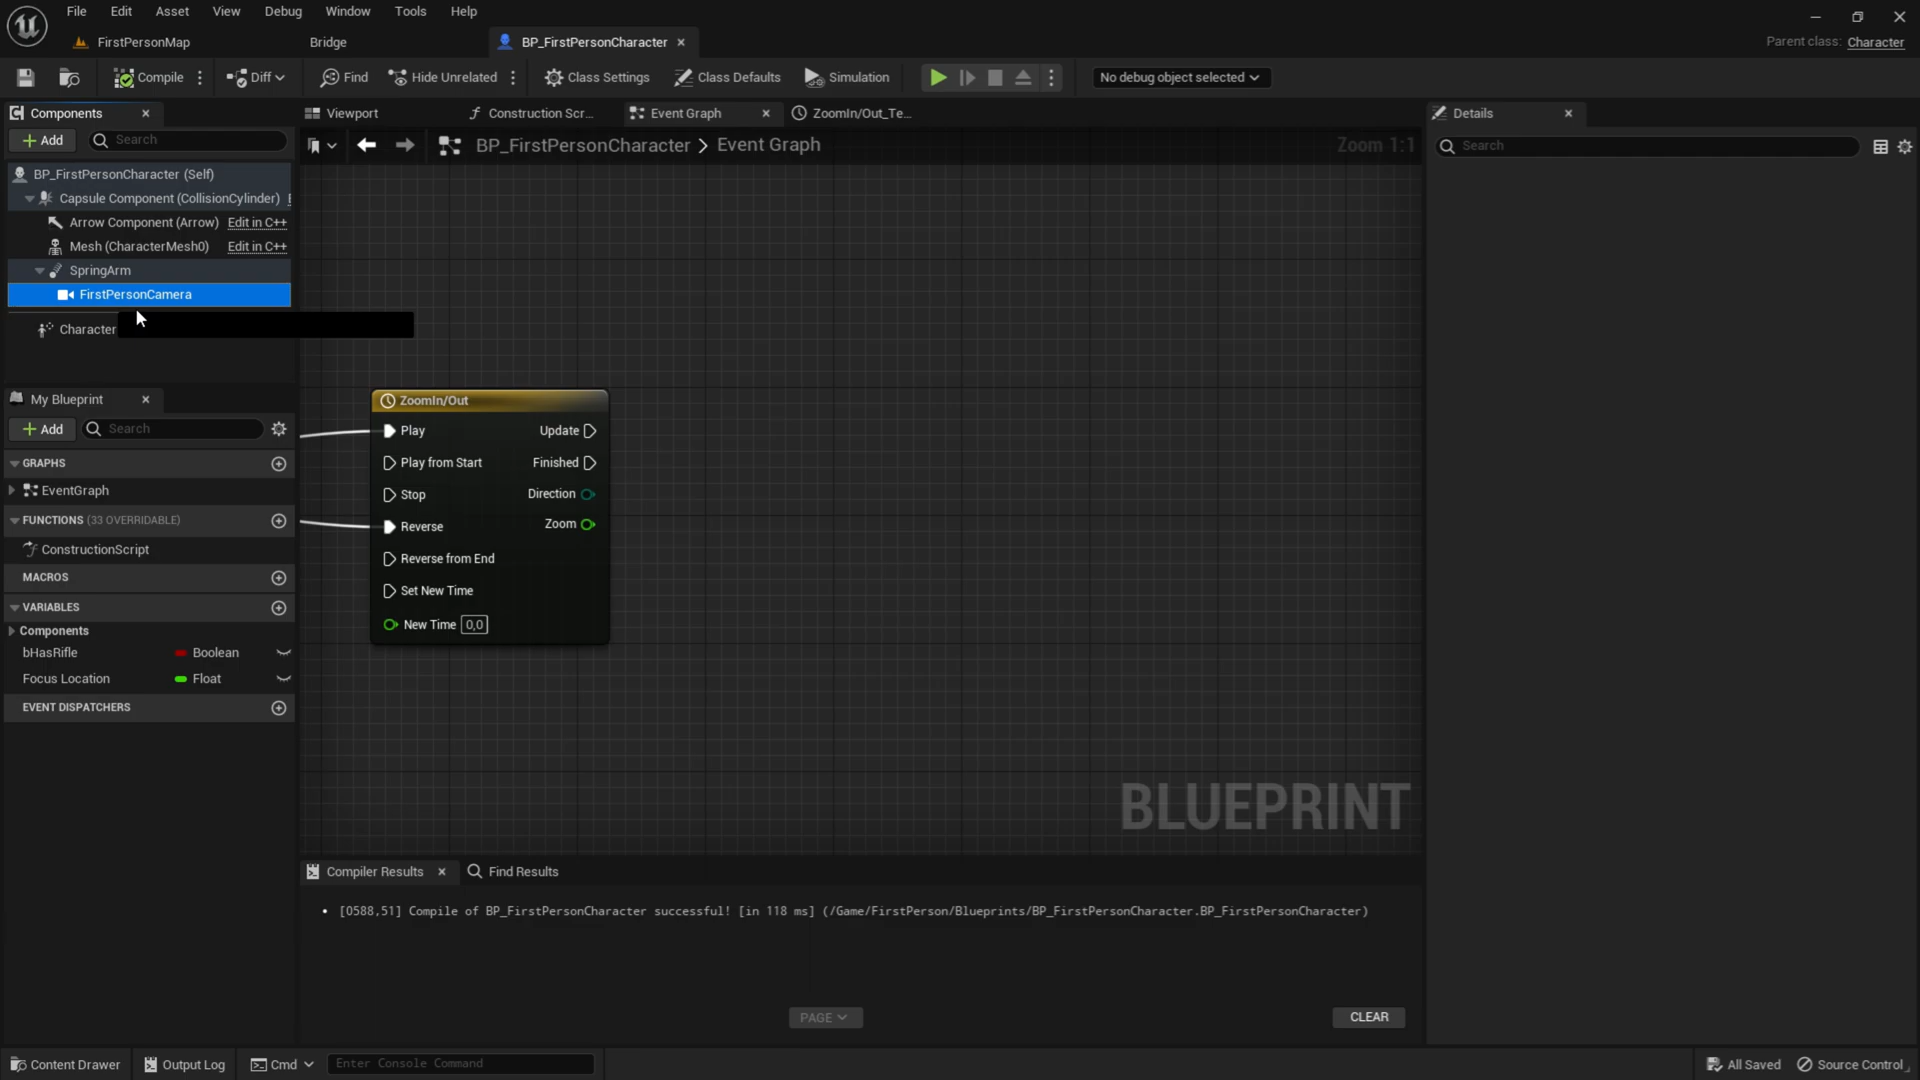 File Edit Asset View Debug Window Tools Help
FirstPersonMap Bridge BP_FirstPersonCharacter Parent class: Character
Compile Diff Find Hide Unrelated Class Settings Class Defaults Simulation No debug object selected
Components Viewport Construction Scr... Event Graph ZoomIn/Out_Te... Details
Add Search BP_FirstPersonCharacter > Event Graph Zoom 1:1 Search
BP_FirstPersonCharacter (Self)
Capsule Component (CollisionCylinder)
Arrow Component (Arrow) Edit in C++
Mesh (CharacterMesh0) Edit in C++
SpringArm
FirstPersonCamera
Character
My Blueprint
Add Search
GRAPHS
EventGraph
FUNCTIONS (33 OVERRIDABLE)
ConstructionScript
MACROS
VARIABLES
Components
bHasRifle Boolean
Focus Location Float
EVENT DISPATCHERS
ZoomIn/Out
Play Update
Play from Start Finished
Stop Direction
Reverse Zoom
Reverse from End
Set New Time
New Time 0,0
BLUEPRINT
Compiler Results Find Results
• [0588,51] Compile of BP_FirstPersonCharacter successful! [in 118 ms] (/Game/FirstPerson/Blueprints/BP_FirstPersonCharacter.BP_FirstPersonCharacter)
PAGE CLEAR
Content Drawer Output Log Cmd Enter Console Command All Saved Source Control